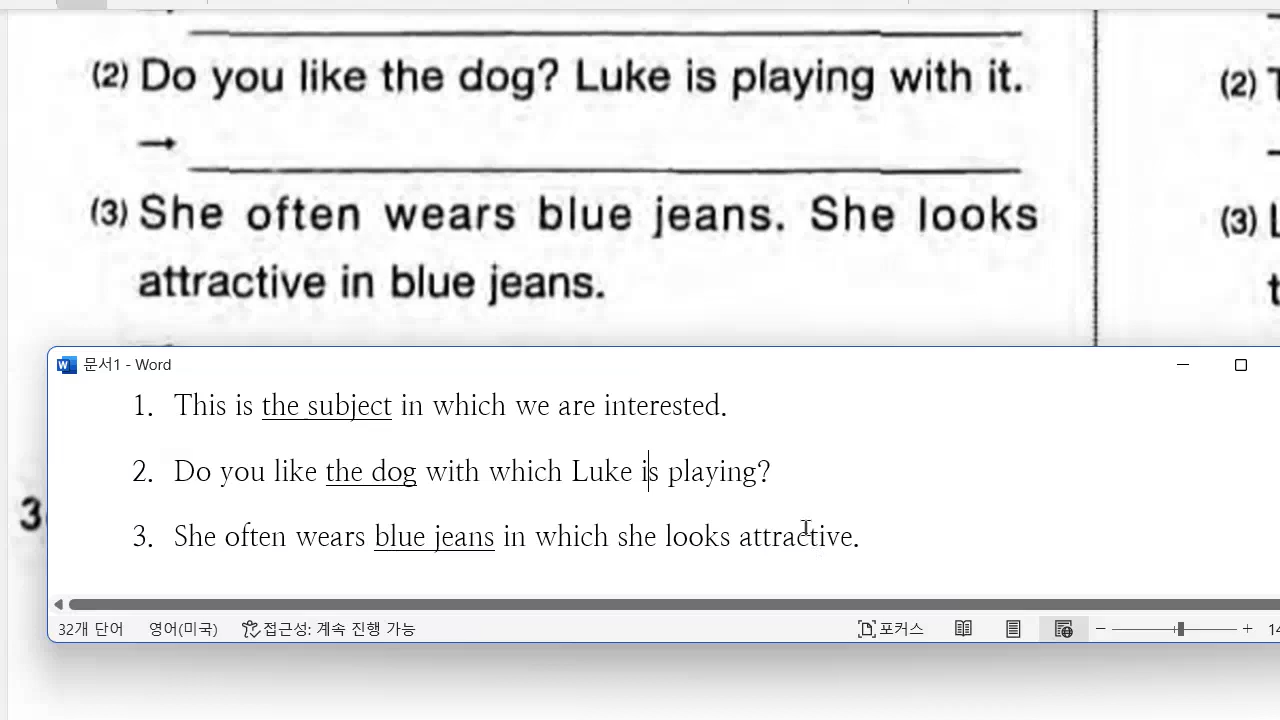 (2) Do you like the dog? Luke is playing with it.
→
(3) She often wears blue jeans. She looks
attractive in blue jeans.
(2)
(3)
3
문서1 - Word
1. This is the subject in which we are interested.
2. Do you like the dog with which Luke is playing?
3. She often wears blue jeans in which she looks attractive.
32개 단어 영어(미국) 접근성: 계속 진행 가능 포커스